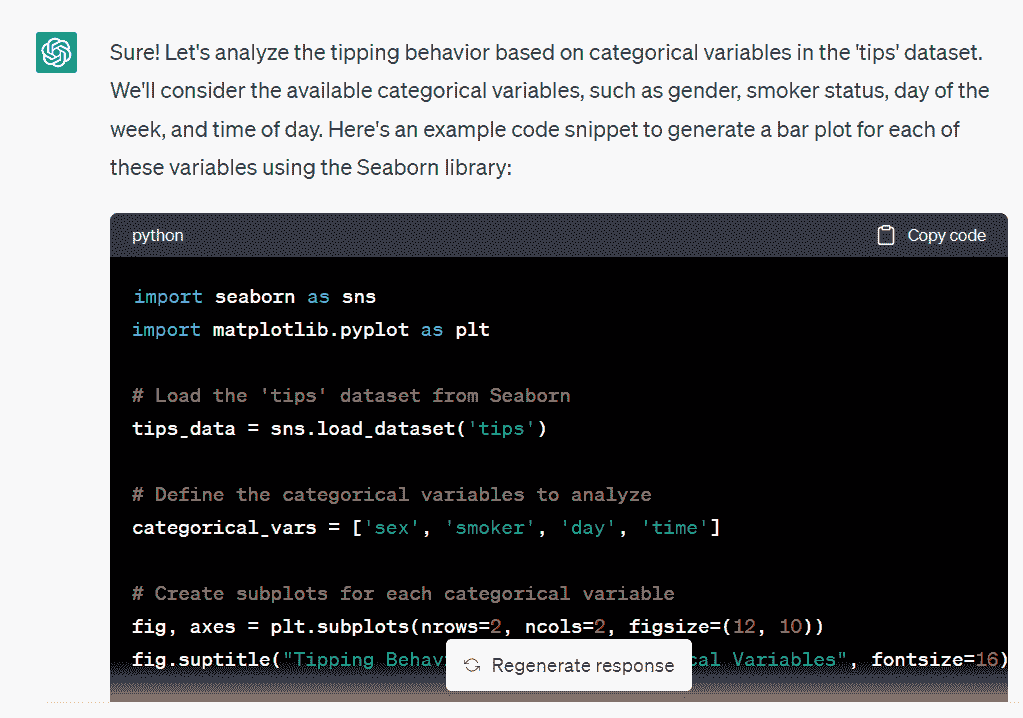 Sure! Let's analyze the tipping behavior based on categorical variables in the 'tips' dataset.
We'll consider the available categorical variables, such as gender, smoker status, day of the
week, and time of day. Here's an example code snippet to generate a bar plot for each of
these variables using the Seaborn library:
python Copy code
import seaborn as sns
import matplotlib.pyplot as plt
# Load the 'tips' dataset from Seaborn
tips_data = sns.load_dataset('tips')
# Define the categorical variables to analyze
categorical_vars = ['sex', 'smoker', 'day', 'time']
# Create subplots for each categorical variable
fig, axes = plt.subplots(nrows=2, ncols=2, figsize=(12, 10))
fig.suptitle("Tipping Variables", fontsize=16)
Regenerate response